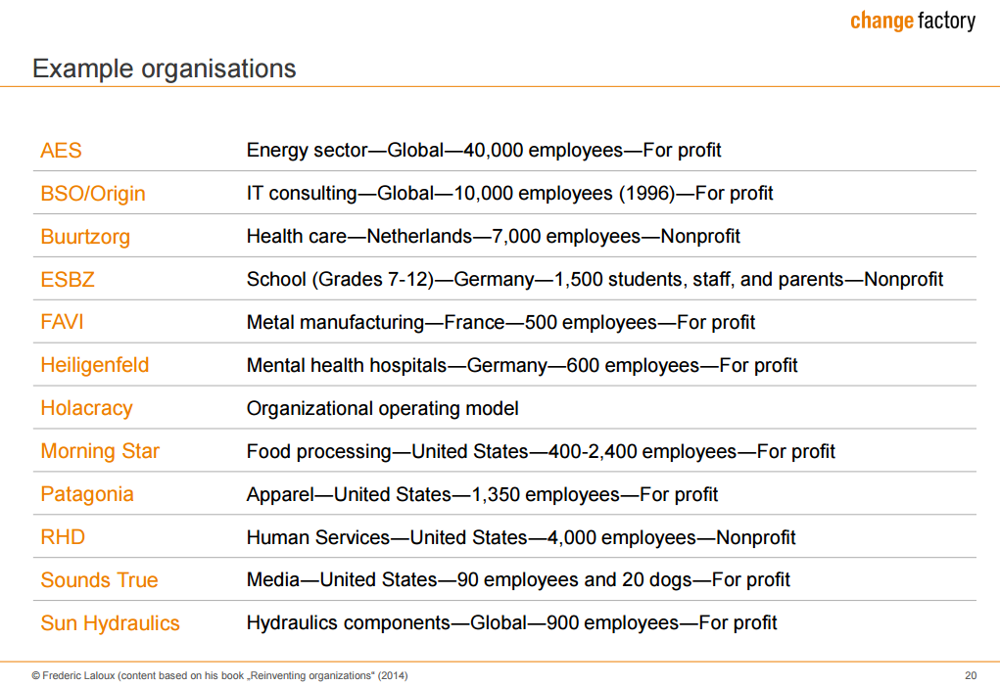 change factory
Example organisations
AES Energy sector—Global—40,000 employees—For profit
BSO/Origin IT consulting—Global—10,000 employees (1996)—For profit
Buurtzorg Health care—Netherlands—7,000 employees—Nonprofit
ESBZ School (Grades 7-12)—Germany—1,500 students, staff, and parents—Nonprofit
FAVI Metal manufacturing—France—500 employees—For profit
Heiligenfeld Mental health hospitals—Germany—600 employees—For profit
Holacracy Organizational operating model
Morning Star Food processing—United States—400-2,400 employees—For profit
Patagonia Apparel—United States—1,350 employees—For profit
RHD Human Services—United States—4,000 employees—Nonprofit
Sounds True Media—United States—90 employees and 20 dogs—For profit
Sun Hydraulics Hydraulics components—Global—900 employees—For profit
© Frederic Laloux (content based on his book „Reinventing organizations" (2014) 20